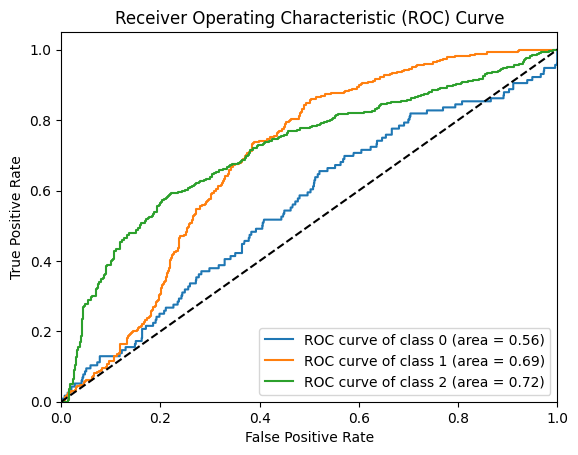 Receiver Operating Characteristic (ROC) Curve
True Positive Rate
1.0
0.8
0.6
0.4
0.2
0.0
ROC curve of class 0 (area = 0.56)
ROC curve of class 1 (area = 0.69)
ROC curve of class 2 (area = 0.72)
0.0 0.2 0.4 0.6 0.8 1.0
False Positive Rate